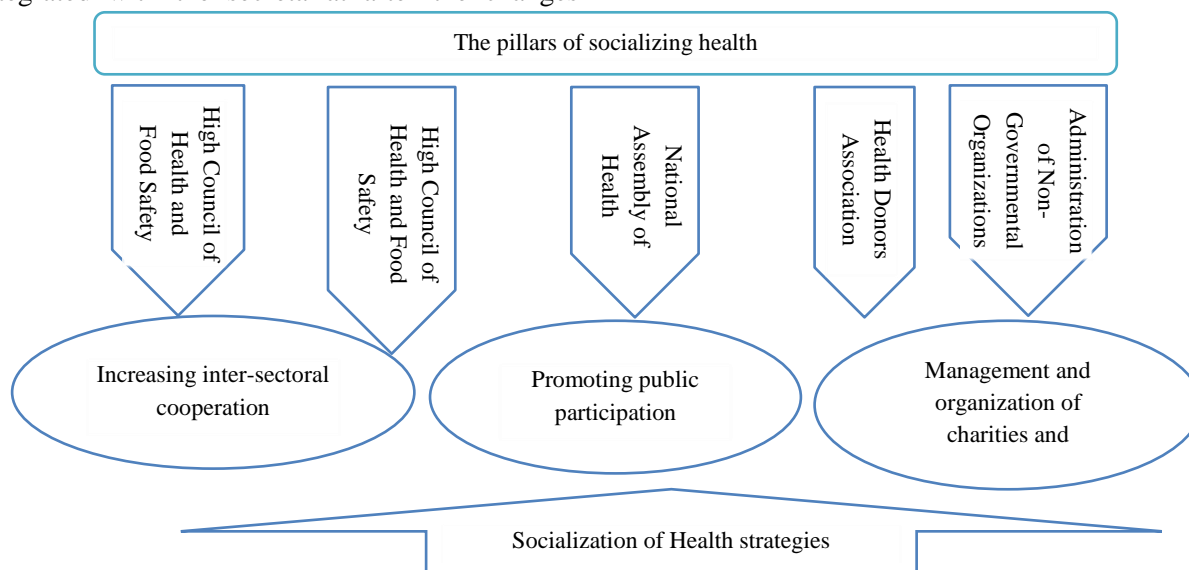 The pillars of socializing health
High Council of
Health and
Food Safety
High Council of
Health and Food
Safety
National
Assembly of
Health
Health Donors
Association
Administration
of Non-
Governmental
Organizations
Increasing inter-sectoral
cooperation
Promoting public
participation
Management and
organization of
charities and
Socialization of Health strategies